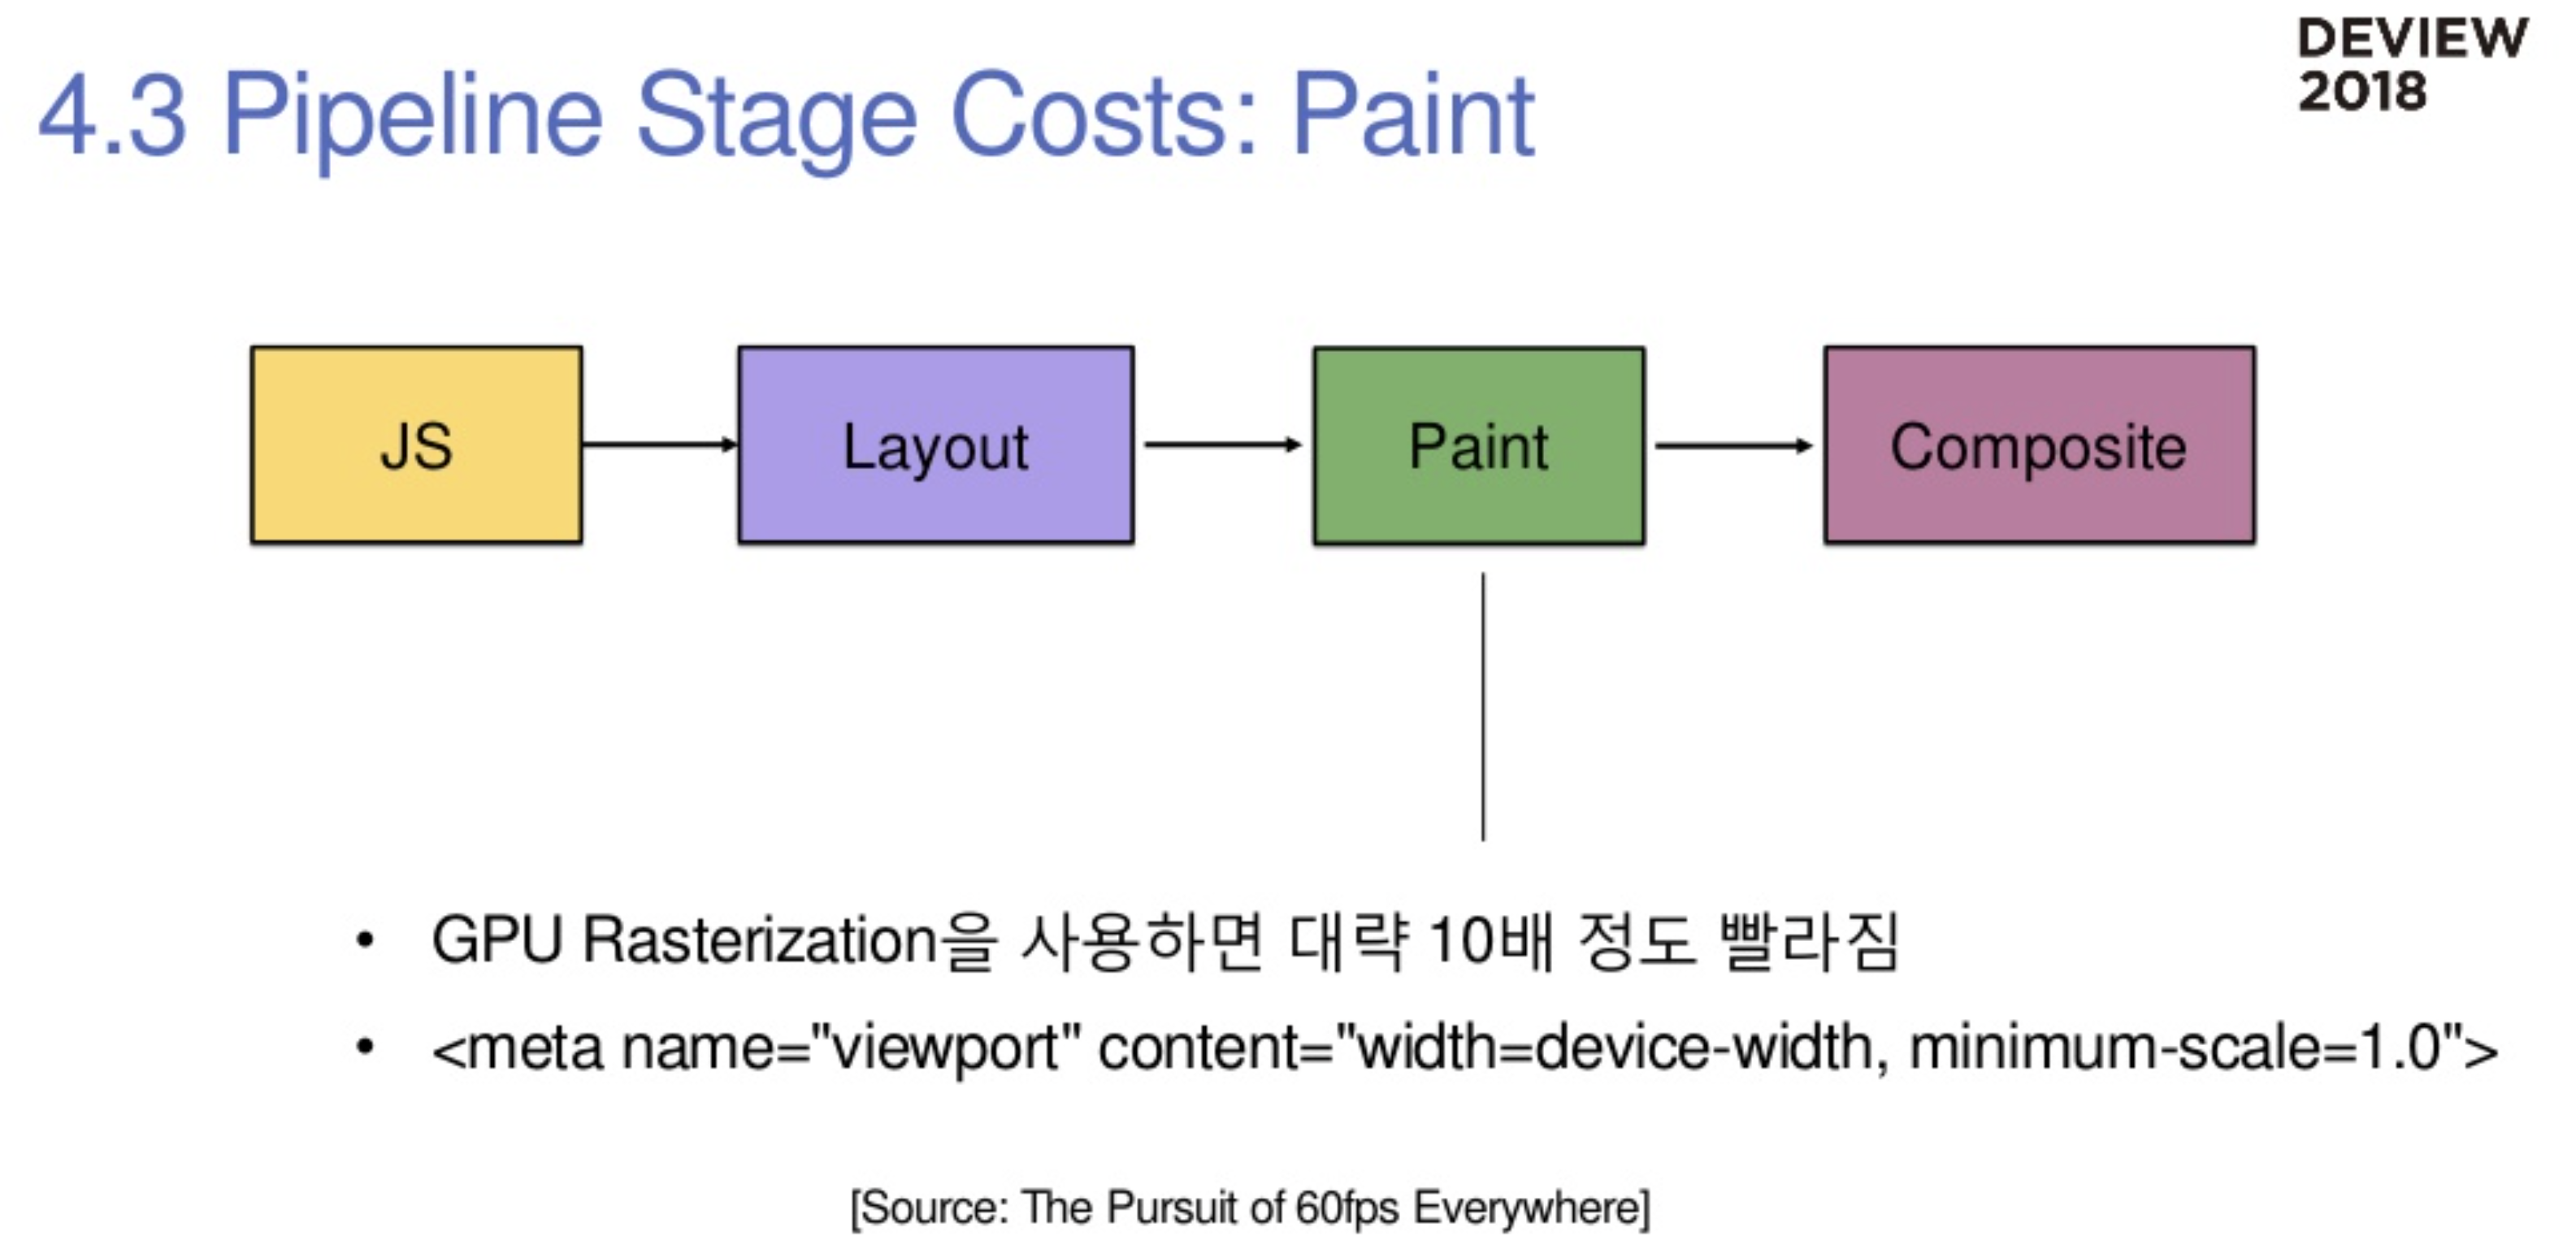 DEVIEW
2018
4.3 Pipeline Stage Costs: Paint
JS
Layout
Paint
Composite
• GPU Rasterization을 사용하면 대략 10배 정도 빨라짐
• <meta name="viewport" content="width=device-width, minimum-scale=1.0">
[Source: The Pursuit of 60fps Everywhere]